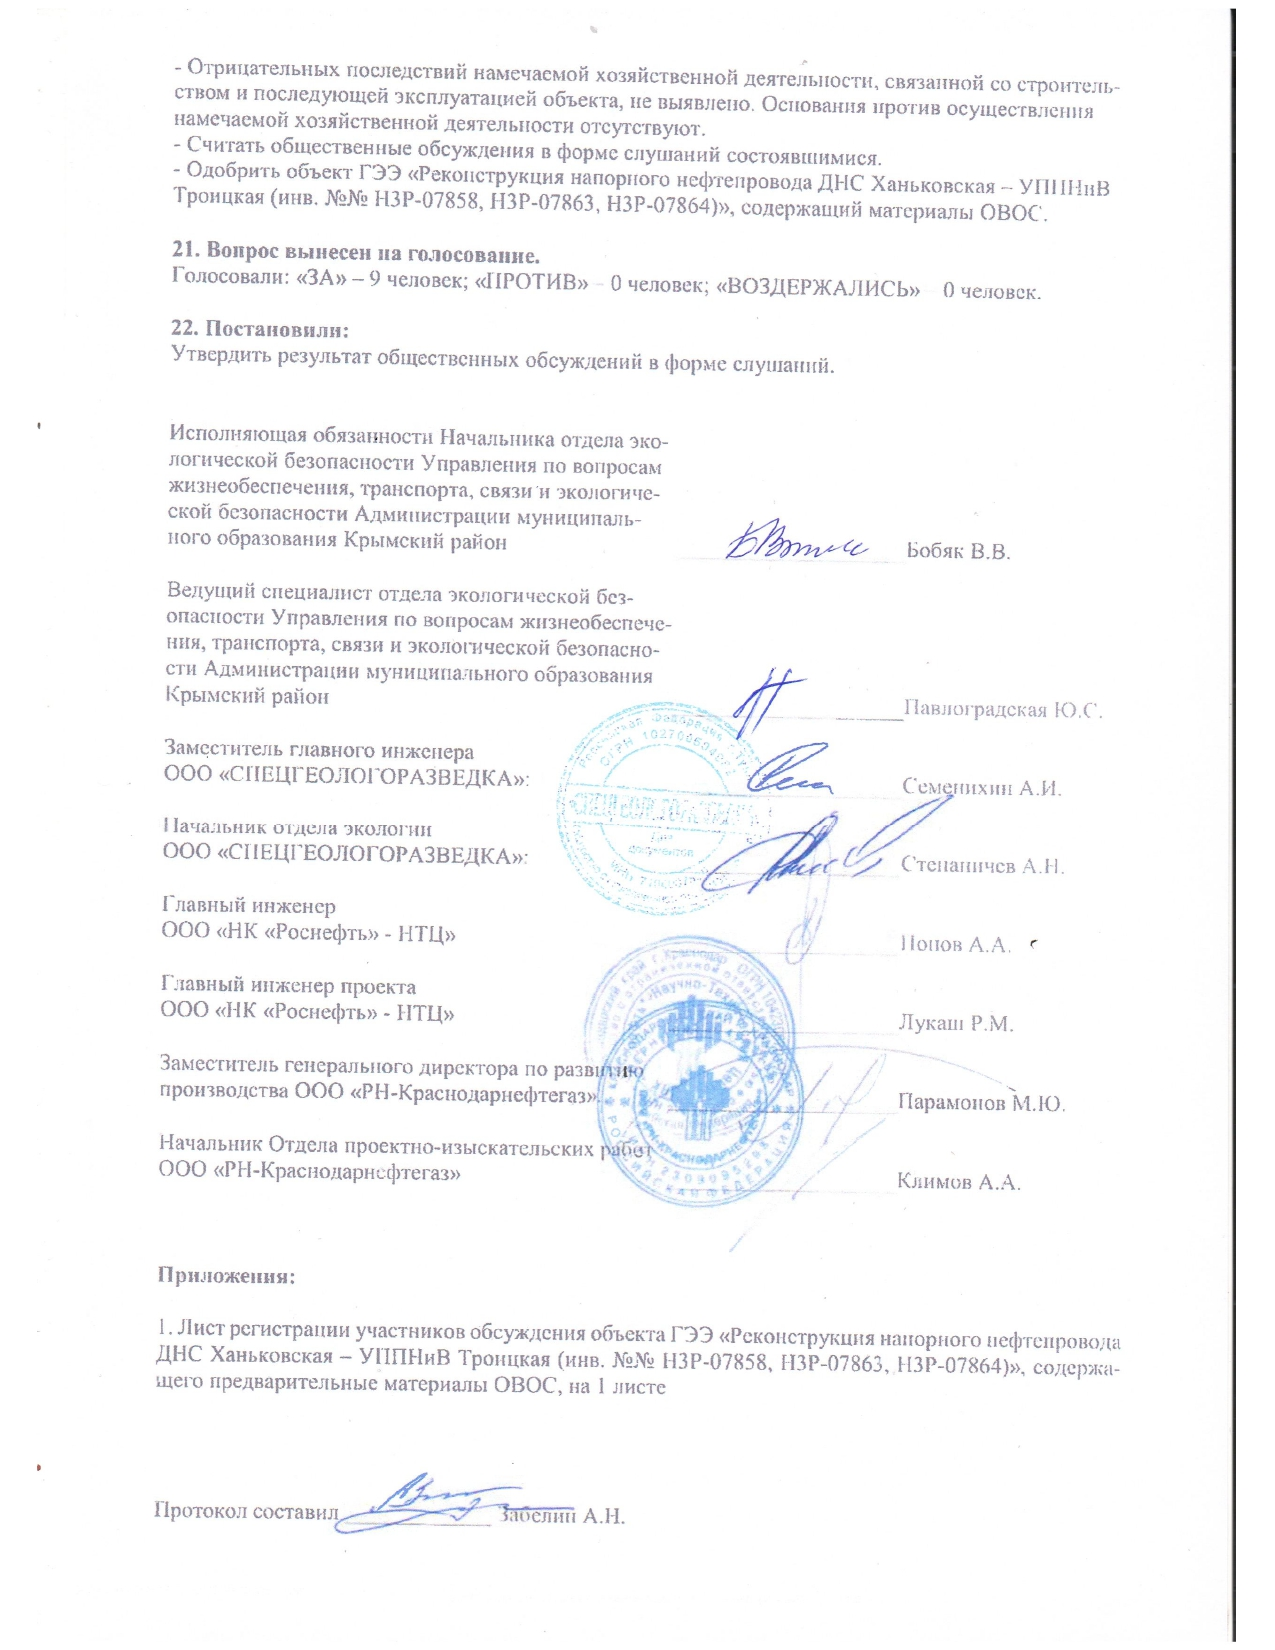 - Отрицательных последствий намечаемой хозяйственной деятельности, связанной со строитель-
ством и последующей эксплуатацией объекта, не выявлено. Основания против осуществления
намечаемой хозяйственной деятельности отсутствуют.
- Считать общественные обсуждения в форме слушаний состоявшимися.
- Одобрить объект ГЭЭ «Реконструкция напорного нефтепровода ДНС Ханьковская – УППНиВ
Троицкая (инв. №№ НЗР-07858, НЗР-07863, НЗР-07864)», содержащий материалы ОВОС.
21. Вопрос вынесен на голосование.
Голосовали: «ЗА» – 9 человек; «ПРОТИВ» – 0 человек; «ВОЗДЕРЖАЛИСЬ» 0 человек.
22. Постановили:
Утвердить результат общественных обсуждений в форме слушаний.
Исполняющая обязанности Начальника отдела эко-
логической безопасности Управления по вопросам
жизнеобеспечения, транспорта, связи и экологиче-
ской безопасности Администрации муниципаль-
ного образования Крымский район Бобяк В.В.
Ведущий специалист отдела экологической без-
опасности Управления по вопросам жизнеобеспече-
ния, транспорта, связи и экологической безопасно-
сти Администрации муниципального образования
Крымский район Павлоградская Ю.С.
Заместитель главного инженера
ООО «СПЕЦГЕОЛОГОРАЗВЕДКА»: Семенихин А.И.
Начальник отдела экологии
ООО «СПЕЦГЕОЛОГОРАЗВЕДКА»: Степаничев А.Н.
Главный инженер
ООО «НК «Роснефть» - НТЦ» Попов А.А.
Главный инженер проекта
ООО «НК «Роснефть» - НТЦ» Лукаш Р.М.
Заместитель генерального директора по развитию
производства ООО «РН-Краснодарнефтегаз» Парамонов М.Ю.
Начальник Отдела проектно-изыскательских работ
ООО «РН-Краснодарнефтегаз» Климов А.А.
Приложения:
1. Лист регистрации участников обсуждения объекта ГЭЭ «Реконструкция напорного нефтепровода
ДНС Ханьковская – УППНиВ Троицкая (инв. №№ НЗР-07858, НЗР-07863, НЗР-07864)», содержа-
щего предварительные материалы ОВОС, на 1 листе
Протокол составил Забелин А.Н.